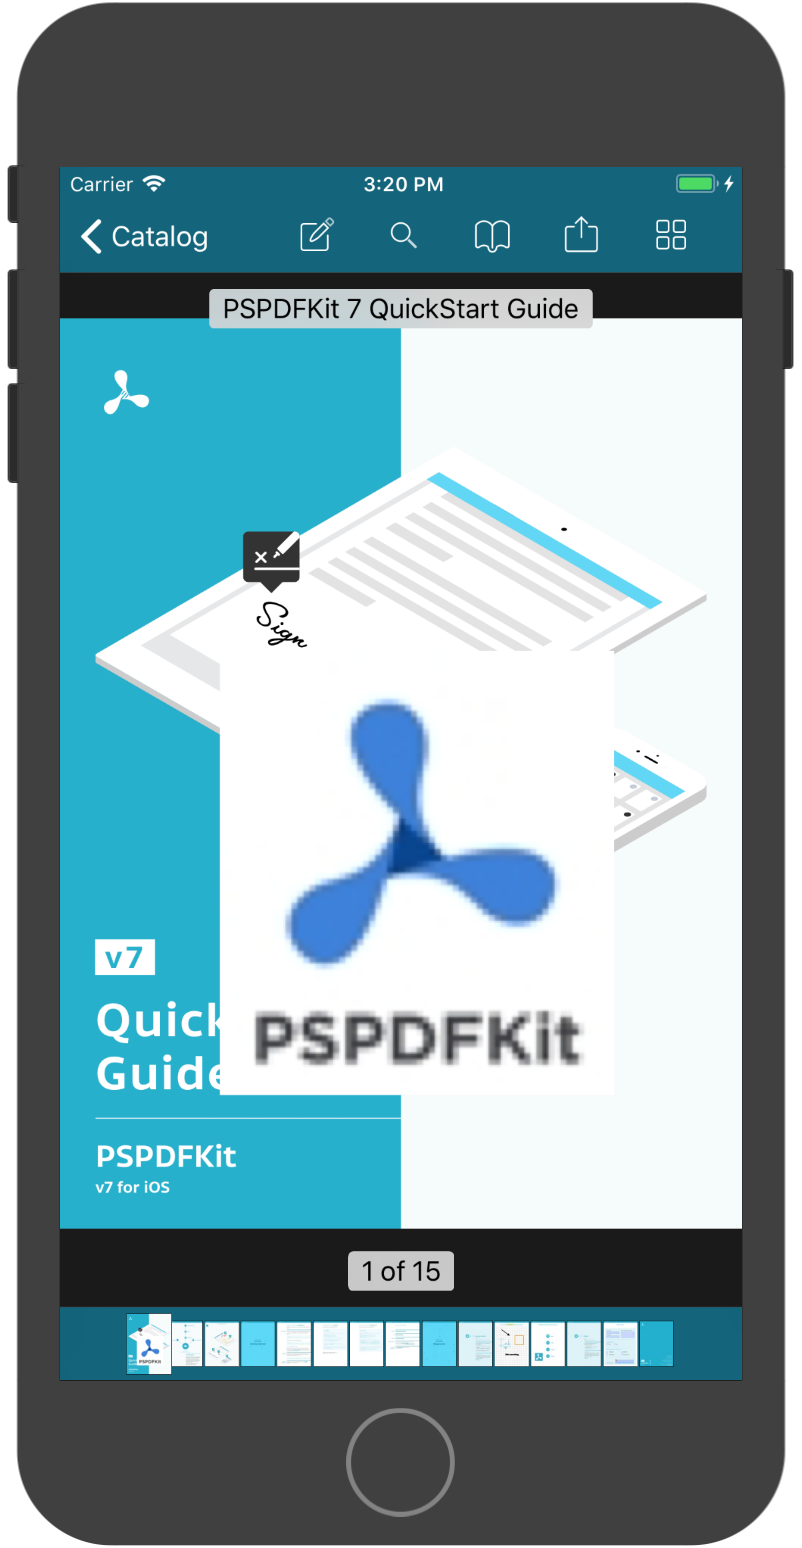 Carrier 3:20 PM
Catalog
PSPDFKit 7 QuickStart Guide
Sign
PSPDFKit
v7
Quick
Guide
PSPDFKit
v7 for iOS
1 of 15
PSPDFKit